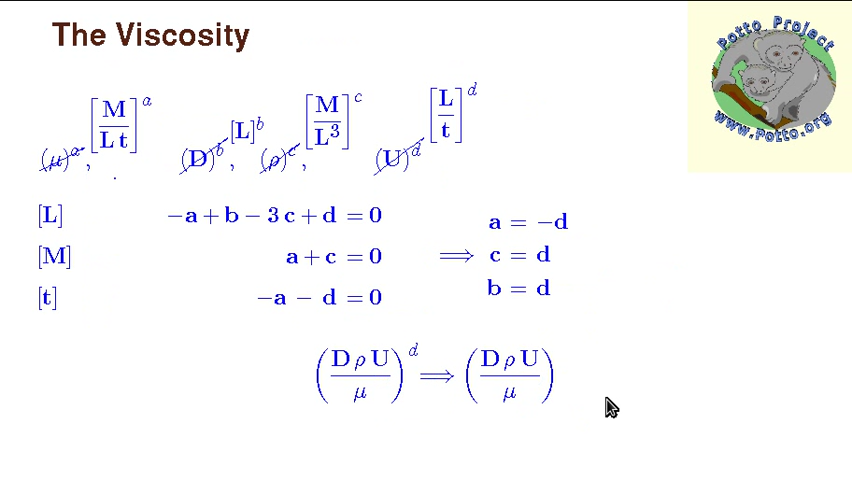 The Viscosity
Potto Project
www.potto.org
(μ)^a, [M / L t]^a (D)^b, [L]^b (ρ)^c, [M / L^3]^c (U)^d [L / t]^d
[L] −a + b − 3 c + d = 0
[M] a + c = 0
[t] −a − d = 0
⟹
a = −d
c = d
b = d
(D ρ U / μ)^d ⟹ (D ρ U / μ)